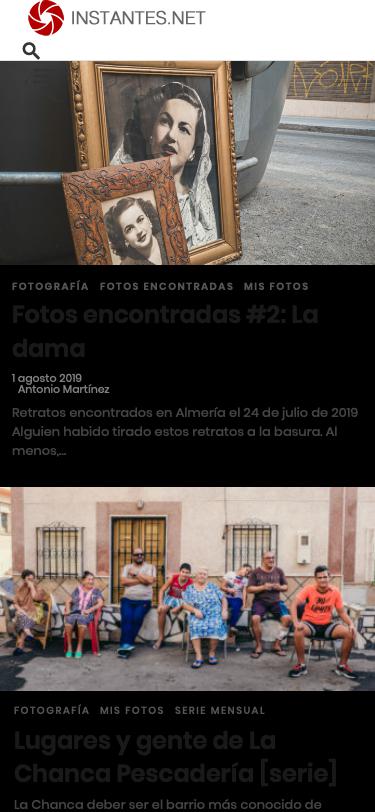 INSTANTES.NET
FOTOGRAFÍA FOTOS ENCONTRADAS MIS FOTOS
Fotos encontradas #2: La
dama
1 agosto 2019
Antonio Martínez
Retratos encontrados en Almería el 24 de julio de 2019
Alguien habido tirado estos retratos a la basura. Al
menos,...
FOTOGRAFÍA MIS FOTOS SERIE MENSUAL
Lugares y gente de La
Chanca Pescadería [serie]
La Chanca deber ser el barrio más conocido de